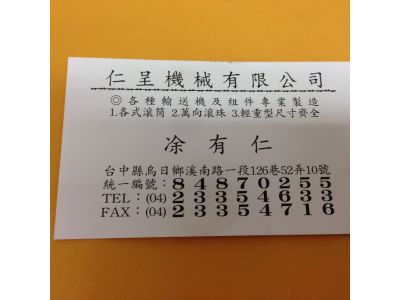 仁呈機械有限公司
◎各種輸送機及組件專業製造
1.各式滾筒 2.萬向滾珠 3.輕重型尺寸齊全
涂有仁
台中縣烏日鄉溪南路一段126巷52弄10號
統一編號：84870255
TEL：(04)23354633
FAX：(04)23354716